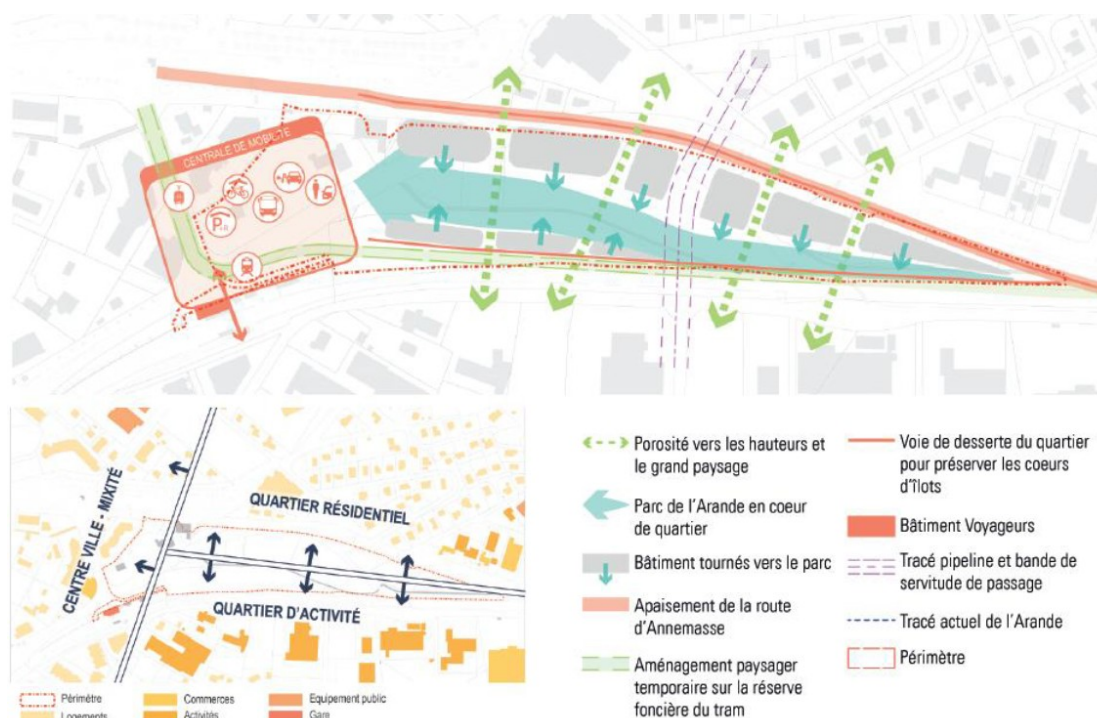 CENTRALE DE MOBILITÉ
P+R
CENTRE VILLE - MIXITÉ
QUARTIER RÉSIDENTIEL
QUARTIER D'ACTIVITÉ
Périmètre
Commerces
Equipement public
Logements
Activités
Gare
Porosité vers les hauteurs et
le grand paysage
Parc de l'Arande en coeur
de quartier
Bâtiment tournés vers le parc
Apaisement de la route
d'Annemasse
Aménagement paysager
temporaire sur la réserve
foncière du tram
Voie de desserte du quartier
pour préserver les coeurs
d'îlots
Bâtiment Voyageurs
Tracé pipeline et bande de
servitude de passage
Tracé actuel de l'Arande
Périmètre